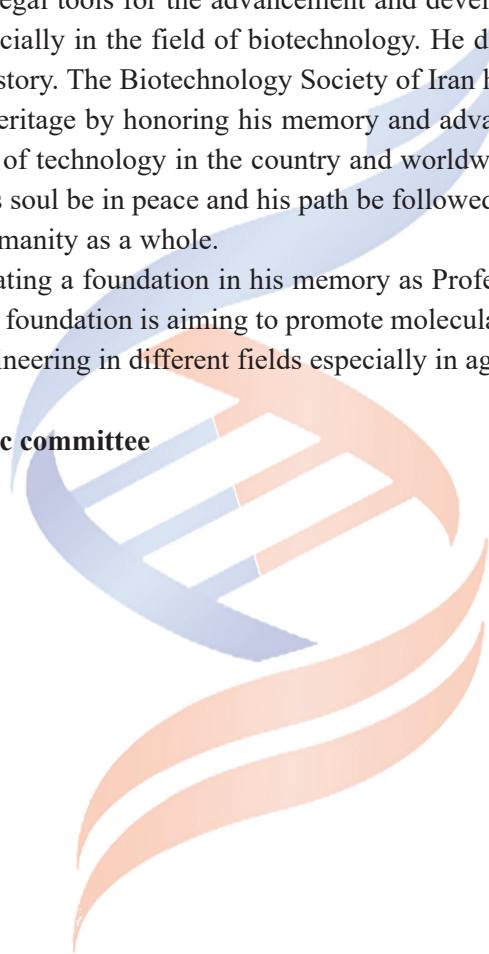 egal tools for the advancement and devel
cially in the field of biotechnology. He d
story. The Biotechnology Society of Iran h
eritage by honoring his memory and adva
of technology in the country and worldw
s soul be in peace and his path be followed
manity as a whole.
ating a foundation in his memory as Profe
foundation is aiming to promote molecula
ineering in different fields especially in ag
c committee